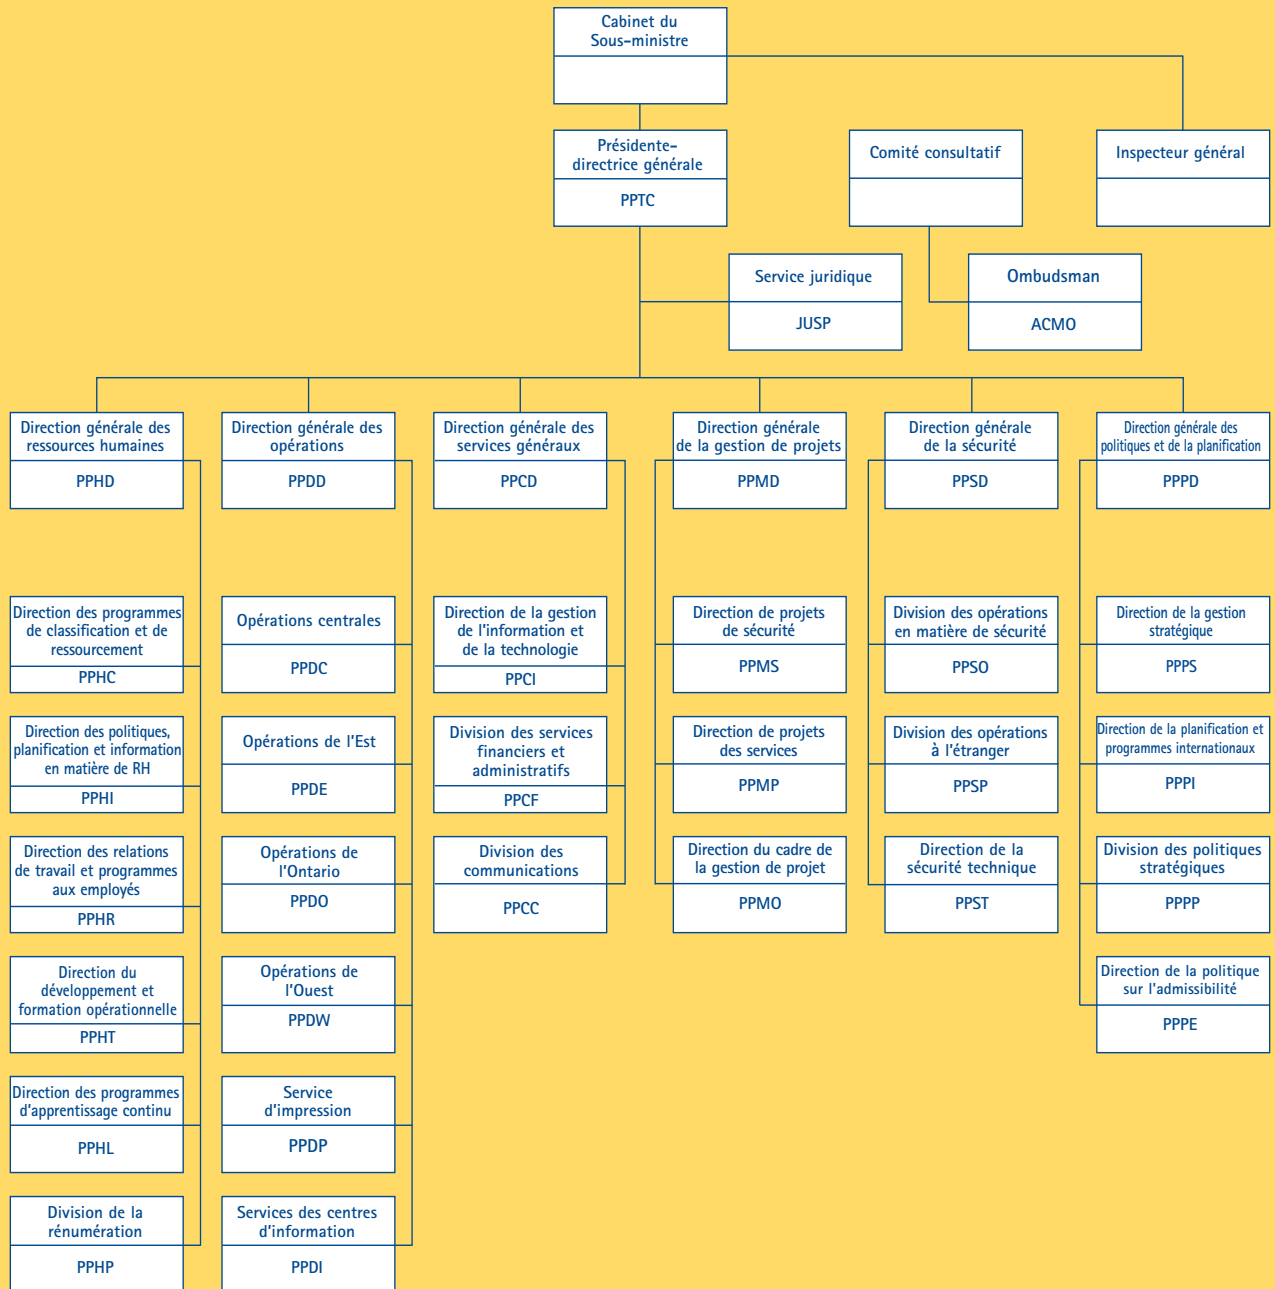 Cabinet du
Sous-ministre
Présidente-
directrice générale
PPTC
Comité consultatif
Inspecteur général
Service juridique
JUSP
Ombudsman
ACMO
Direction générale des
ressources humaines
PPHD
Direction générale des
opérations
PPDD
Direction générale des
services généraux
PPCD
Direction générale
de la gestion de projets
PPMD
Direction générale
de la sécurité
PPSD
Direction générale des
politiques et de la planification
PPPD
Direction des programmes
de classification et de
ressourcement
PPHC
Opérations centrales
PPDC
Direction de la gestion
de l'information et
de la technologie
PPCI
Direction de projets
de sécurité
PPMS
Division des opérations
en matière de sécurité
PPSO
Direction de la gestion
stratégique
PPPS
Direction des politiques,
planification et information
en matière de RH
PPHI
Opérations de l'Est
PPDE
Division des services
financiers et
administratifs
PPCF
Direction de projets
des services
PPMP
Division des opérations
à l'étranger
PPSP
Direction de la planification et
programmes internationaux
PPPI
Direction des relations
de travail et programmes
aux employés
PPHR
Opérations de
l'Ontario
PPDO
Division des
communications
PPCC
Direction du cadre de
la gestion de projet
PPMO
Direction de la
sécurité technique
PPST
Division des politiques
stratégiques
PPPP
Direction du
développement et
formation opérationnelle
PPHT
Opérations de
l'Ouest
PPDW
Direction de la politique
sur l'admissibilité
PPPE
Direction des programmes
d'apprentissage continu
PPHL
Service
d'impression
PPDP
Division de la
rénumération
PPHP
Services des centres
d'information
PPDI